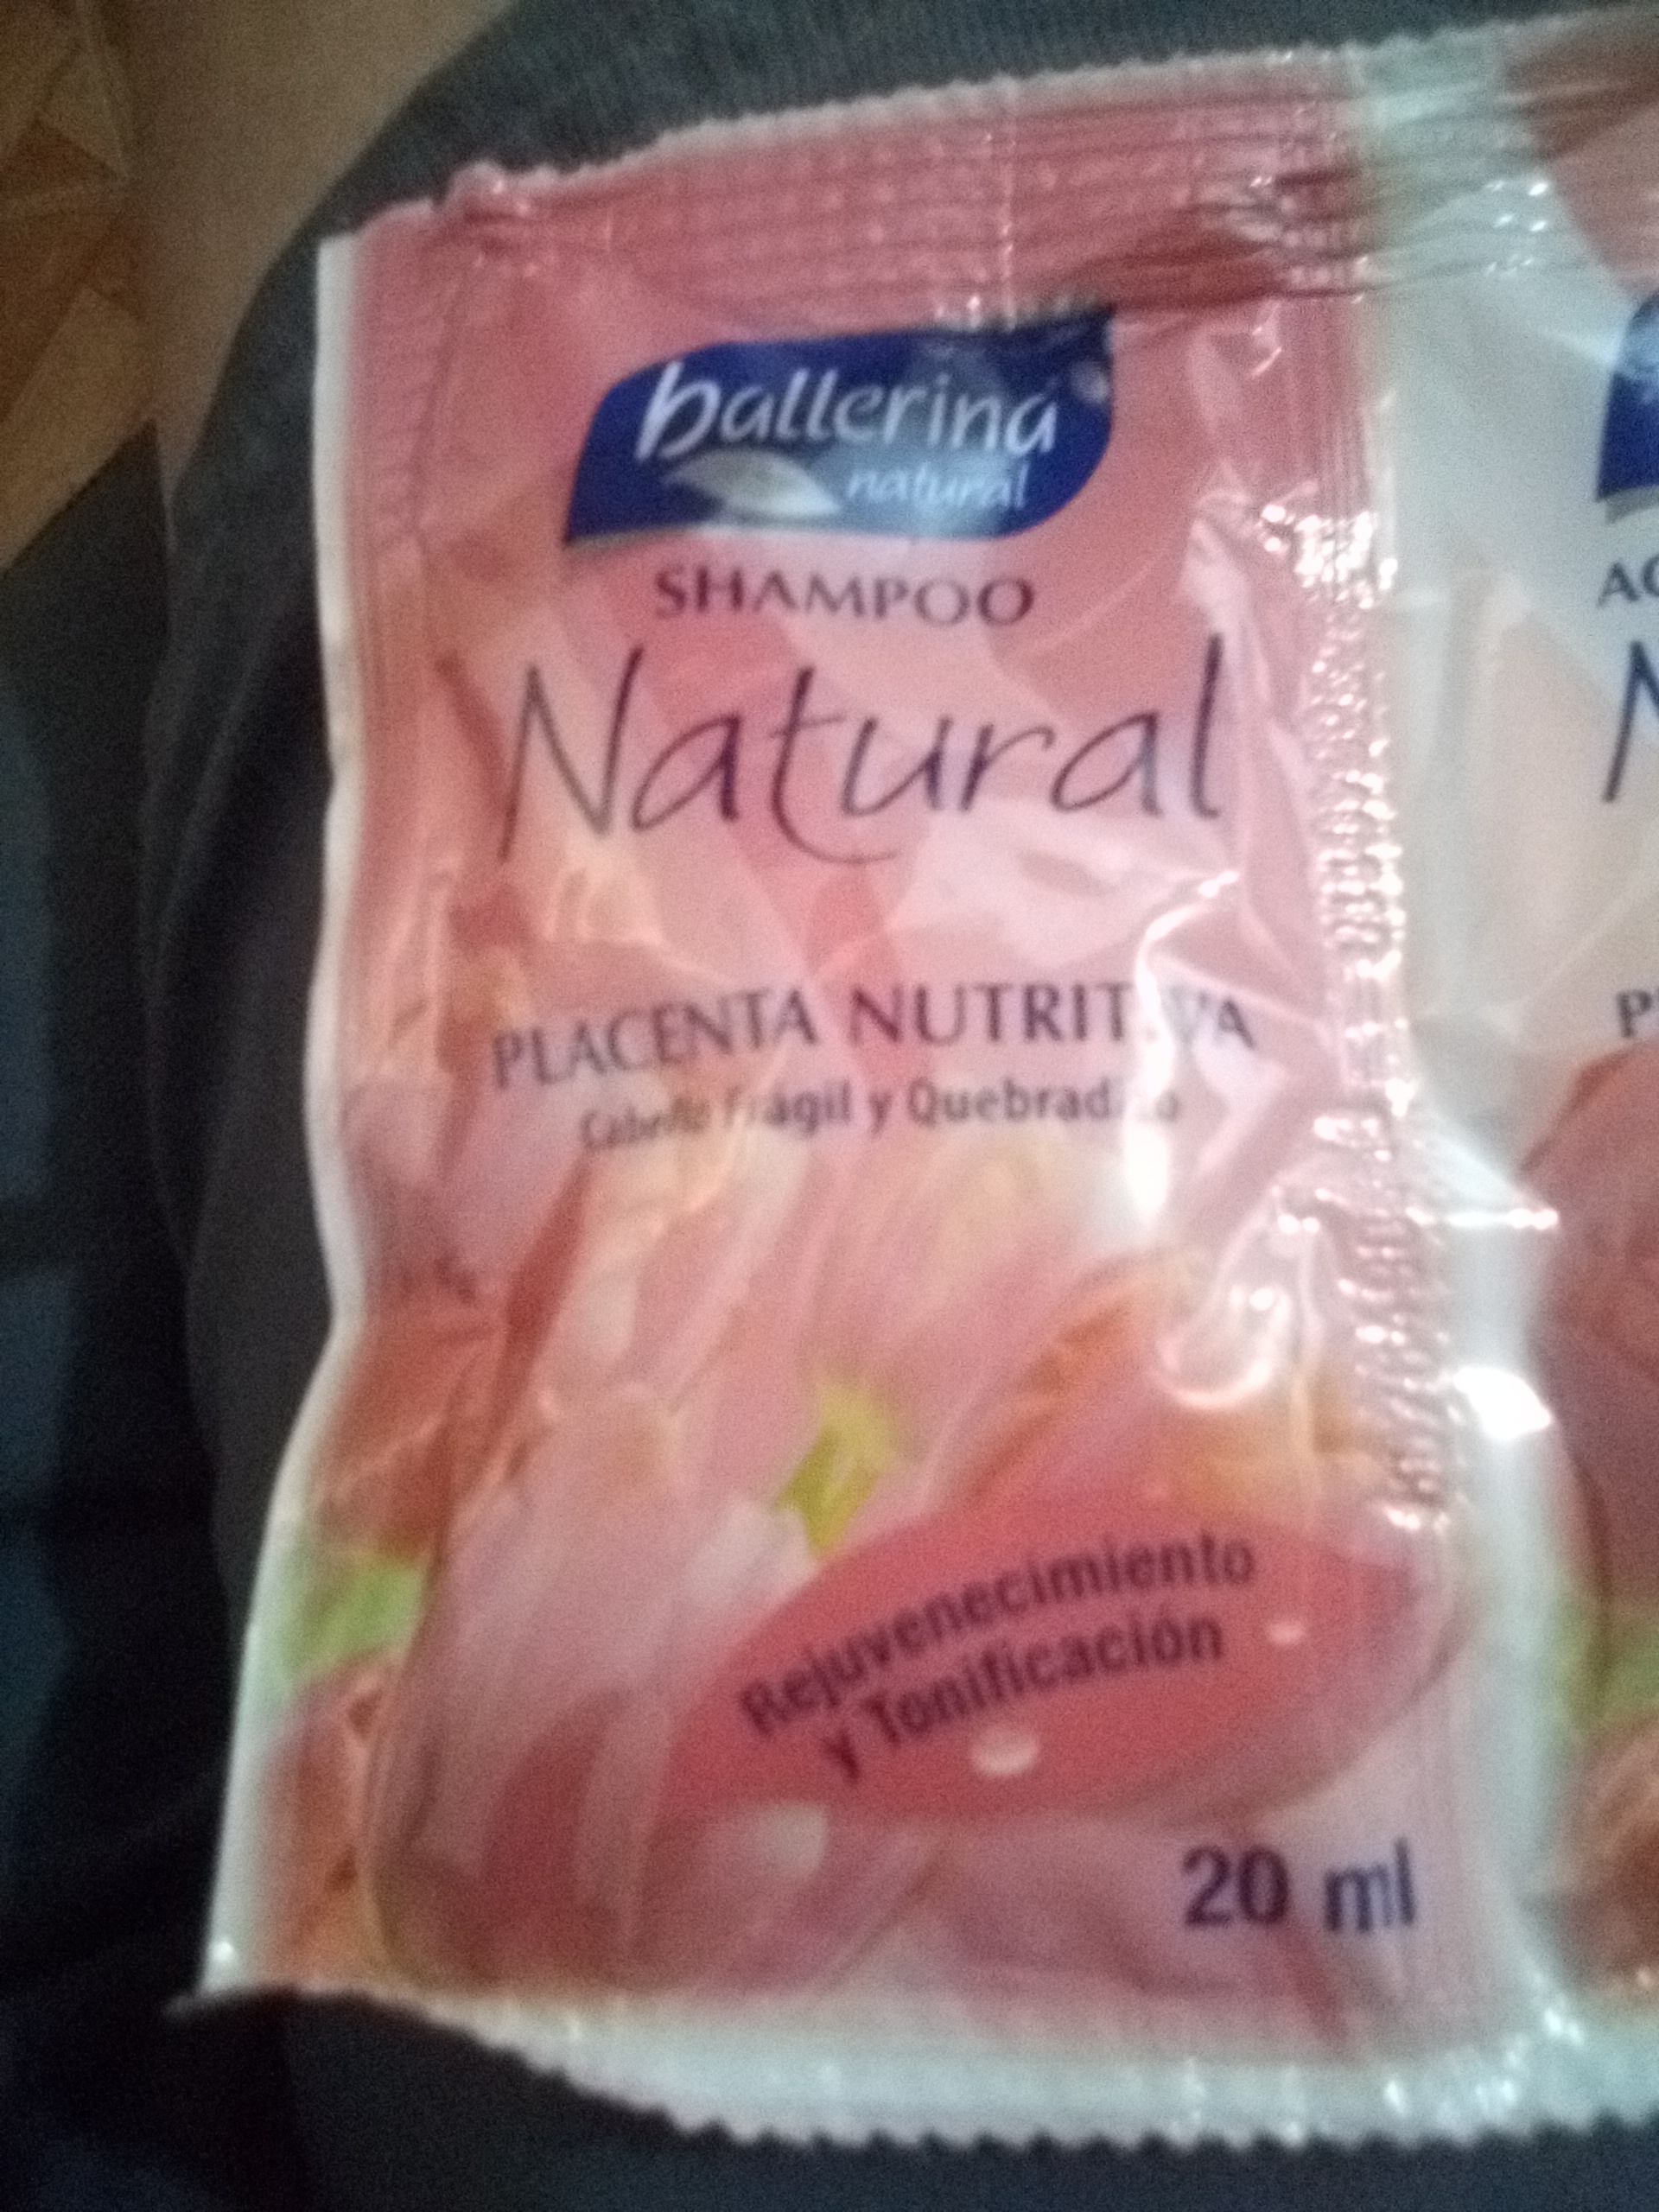 ballerina
natural
SHAMPOO
Natural
PLACENTA NUTRITIVA
Cabello Frágil y Quebradizo
Rejuvenecimiento
y Tonificación
20 ml